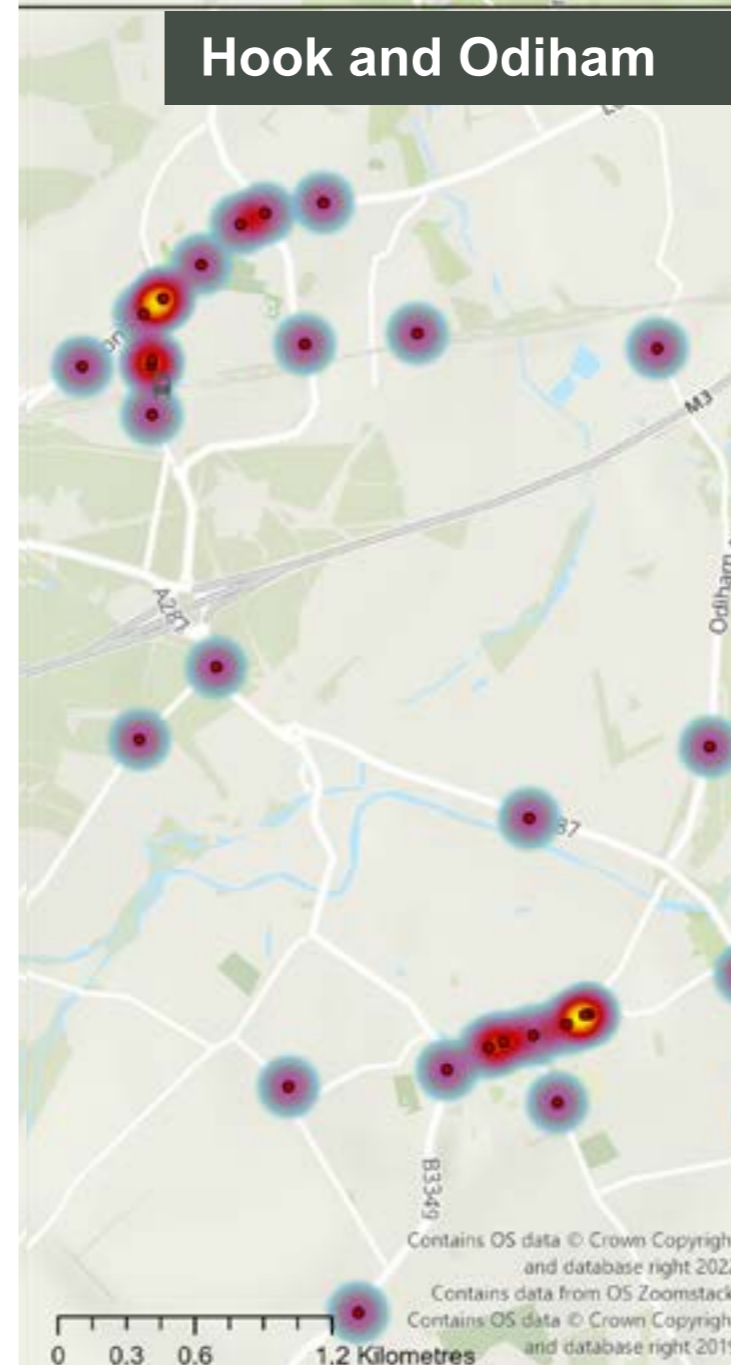 Hook and Odiham
M3
A287
Odiham
87
B3349
Contains OS data © Crown Copyrigh
and database right 202
Contains data from OS Zoomstack
Contains OS data © Crown Copyrigh
and database right 2019
0 0.3 0.6 1.2 Kilometres